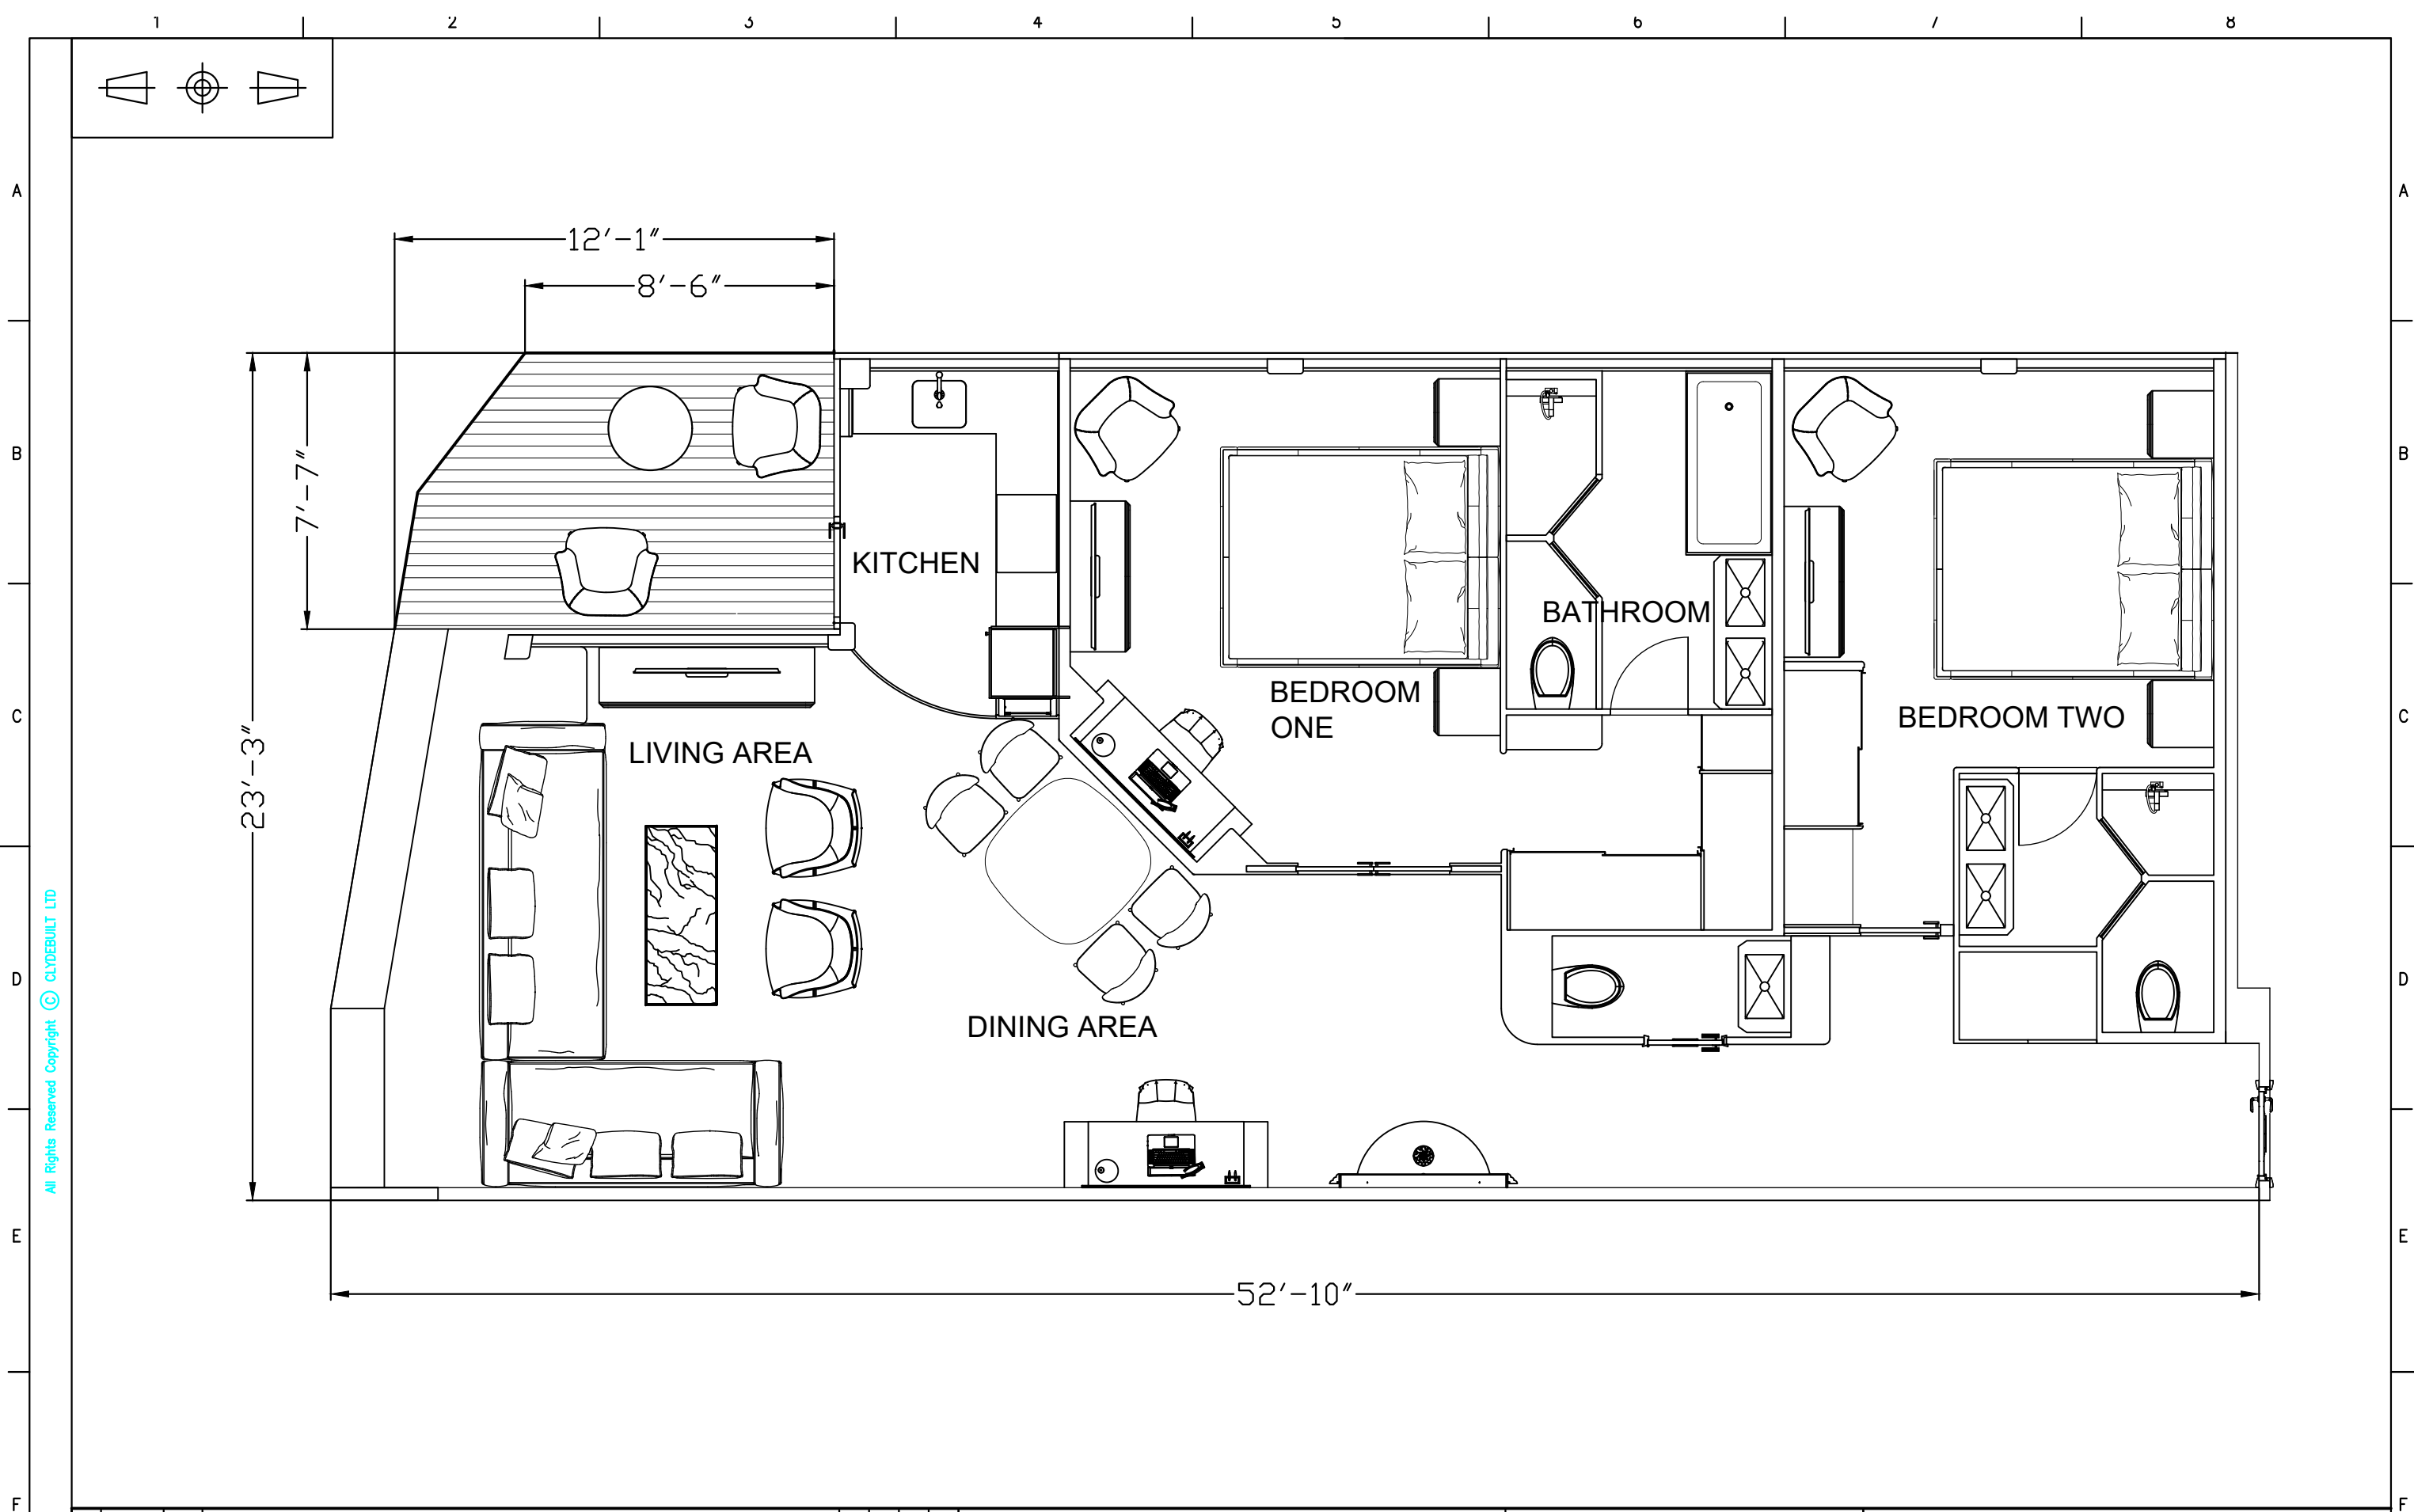 1 2 3 4 5 6 7 8
A A
12'-1"
8'-6"
B B
7'-7"
KITCHEN
BATHROOM
BEDROOM
ONE
C C
BEDROOM TWO
LIVING AREA
23'-3"
D D
DINING AREA
All Rights Reserved Copyright © CLYDEBUILT LTD
E E
52'-10"
F F